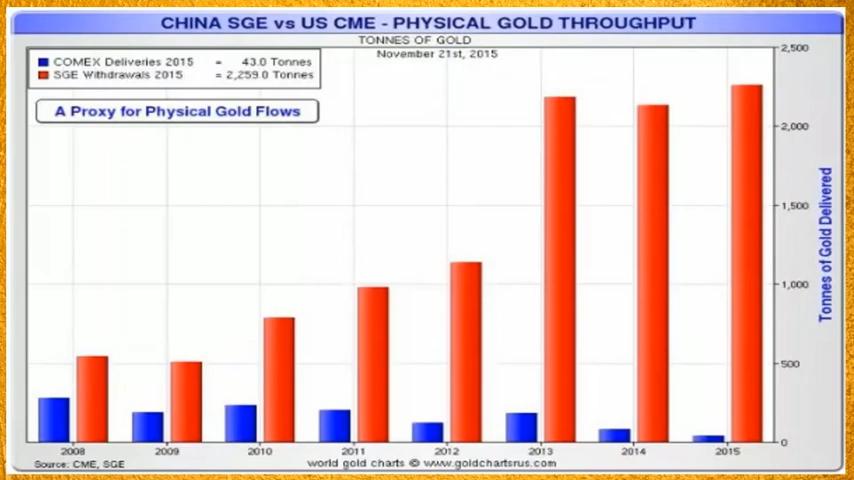 CHINA SGE vs US CME - PHYSICAL GOLD THROUGHPUT
TONNES OF GOLD
November 21st, 2015
COMEX Deliveries 2015 = 43.0 Tonnes
SGE Withdrawals 2015 = 2,259.0 Tonnes
A Proxy for Physical Gold Flows
2,500
2,000
1,500
1,000
500
0
Tonnes of Gold Delivered
2008 2009 2010 2011 2012 2013 2014 2015
Source: CME, SGE
world gold charts © www.goldchartsrus.com